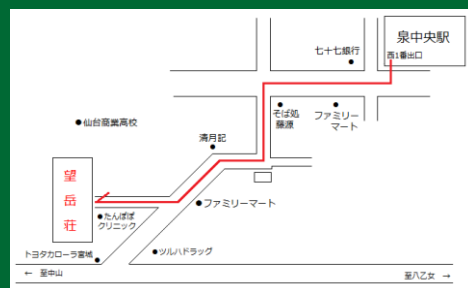 泉中央駅
西1番出口
七十七銀行
●
●
そば処
藤源
●
ファミリー
マート
●仙台商業高校
清月記
●
望
岳
荘
●ファミリーマート
●たんぽぽ
クリニック
トヨタカローラ宮城
●
●ツルハドラッグ
← 至中山
至八乙女 →